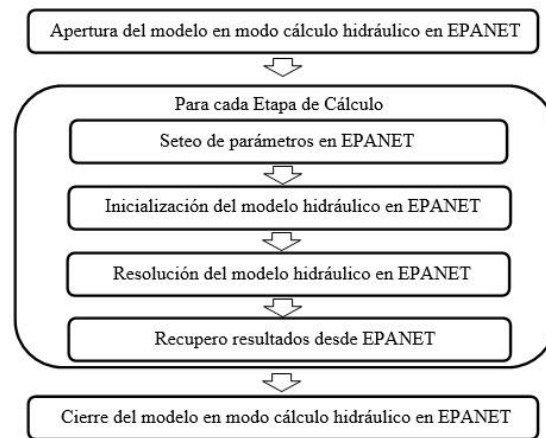 Apertura del modelo en modo cálculo hidráulico en EPANET
Para cada Etapa de Cálculo
Seteo de parámetros en EPANET
Inicialización del modelo hidráulico en EPANET
Resolución del modelo hidráulico en EPANET
Recupero resultados desde EPANET
Cierre del modelo en modo cálculo hidráulico en EPANET